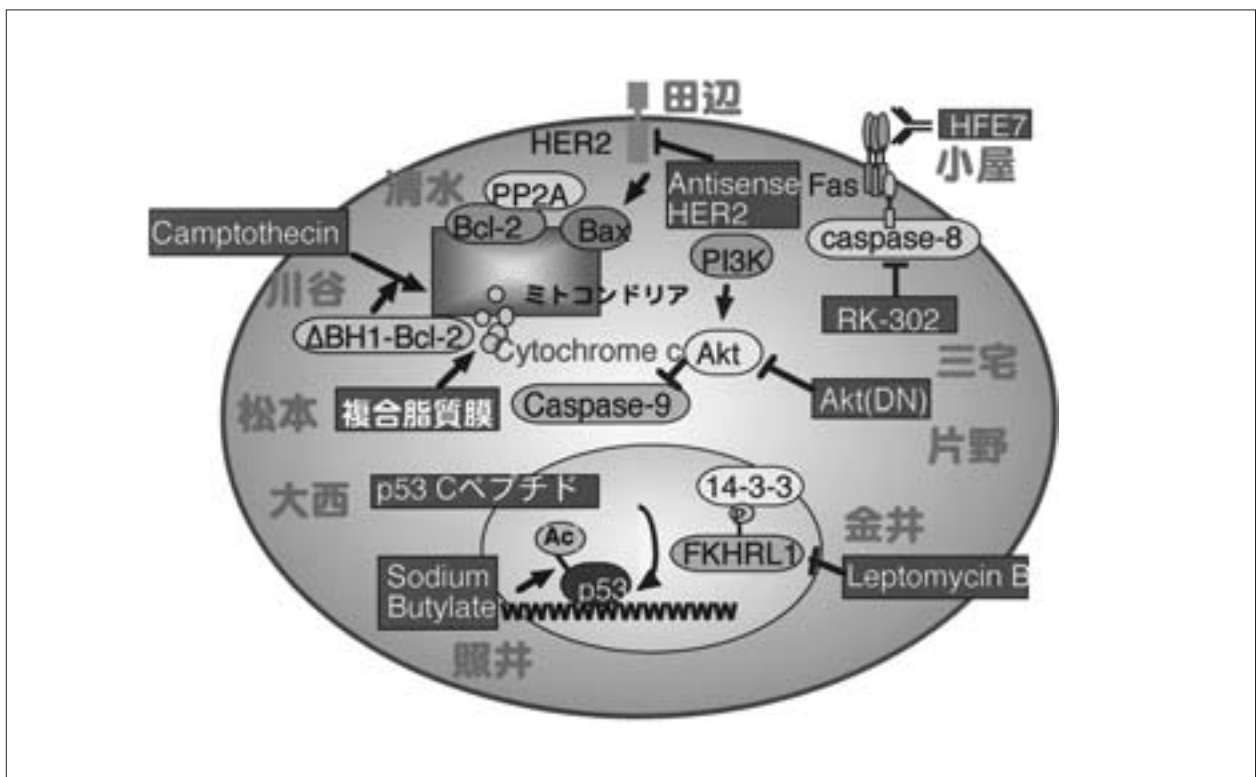 田辺
HER2
HFE7
小屋
清水
PP2A
Antisense
HER2
Fas
Camptothecin
Bcl-2
Bax
caspase-8
PI3K
川谷
ミトコンドリア
RK-302
ΔBH1-Bcl-2
Cytochrome c
Akt
三宅
松本
複合脂質膜
Caspase-9
Akt(DN)
片野
大西
p53 Cペプチド
14-3-3
P
金井
Ac
FKHRL1
Leptomycin B
Sodium
Butylate
p53
照井